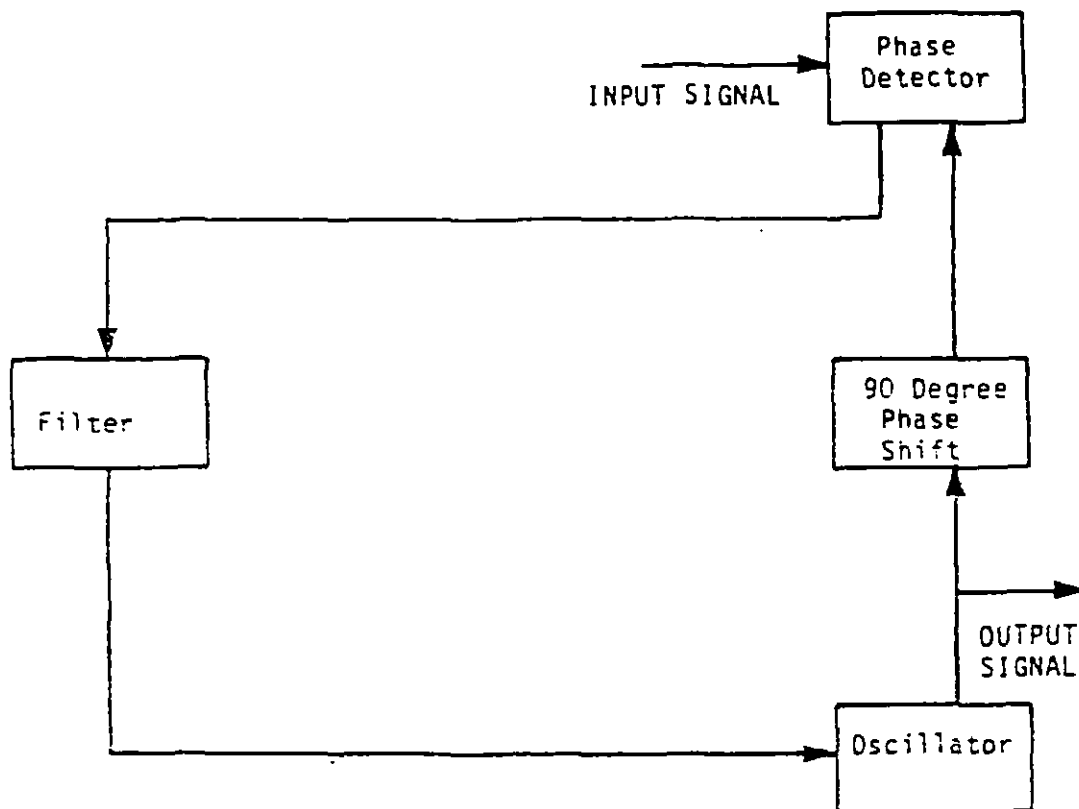 Phase
Detector
INPUT SIGNAL
Filter
90 Degree
Phase
Shift
OUTPUT
SIGNAL
Oscillator